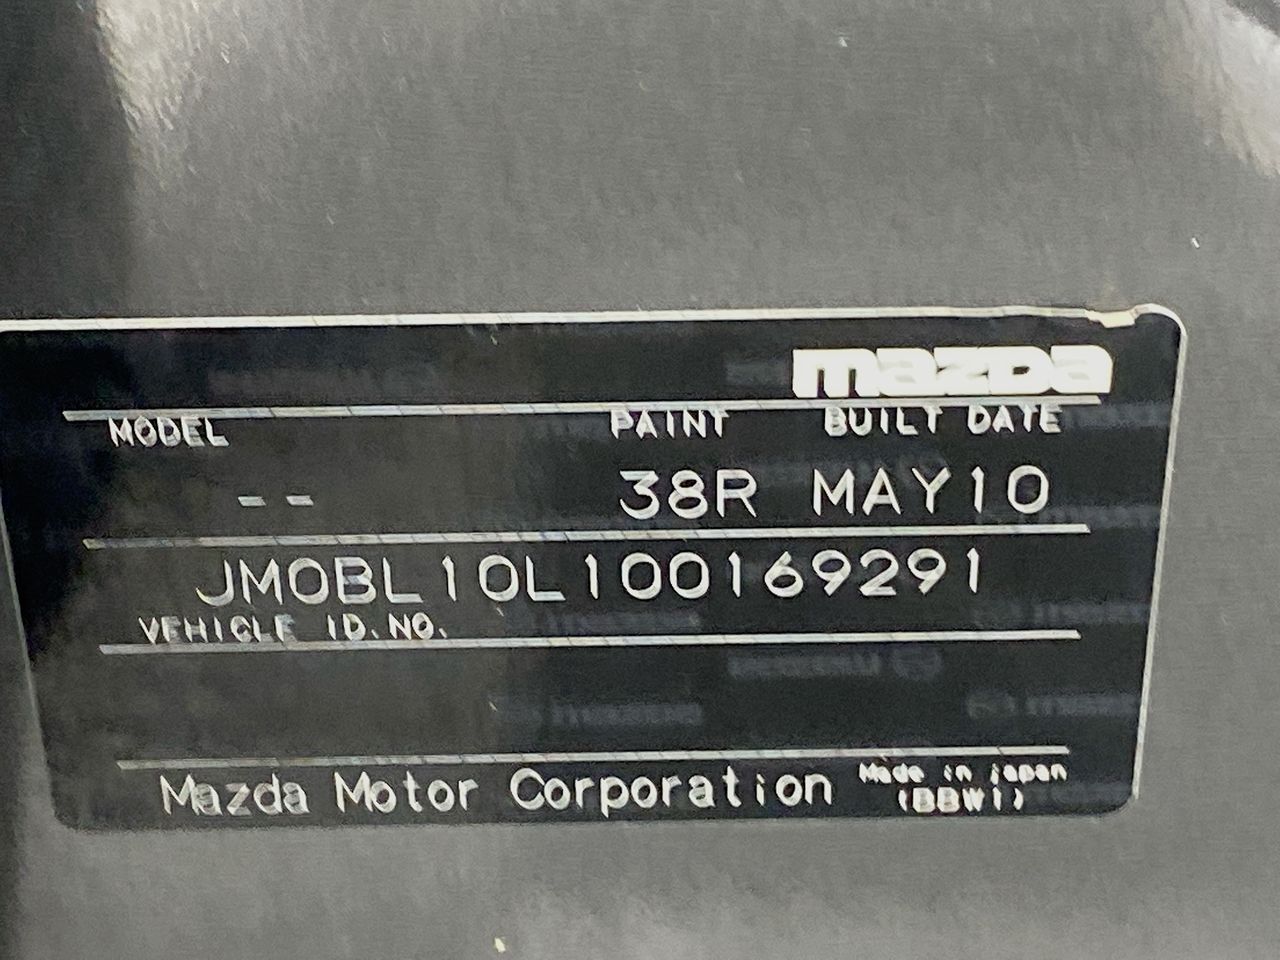 mazda
MODEL PAINT BUILT DATE
-- 38R MAY10
JM0BL10L100169291
VEHICLE ID.NO.
Mazda Motor Corporation Made in Japan
(BBW1)